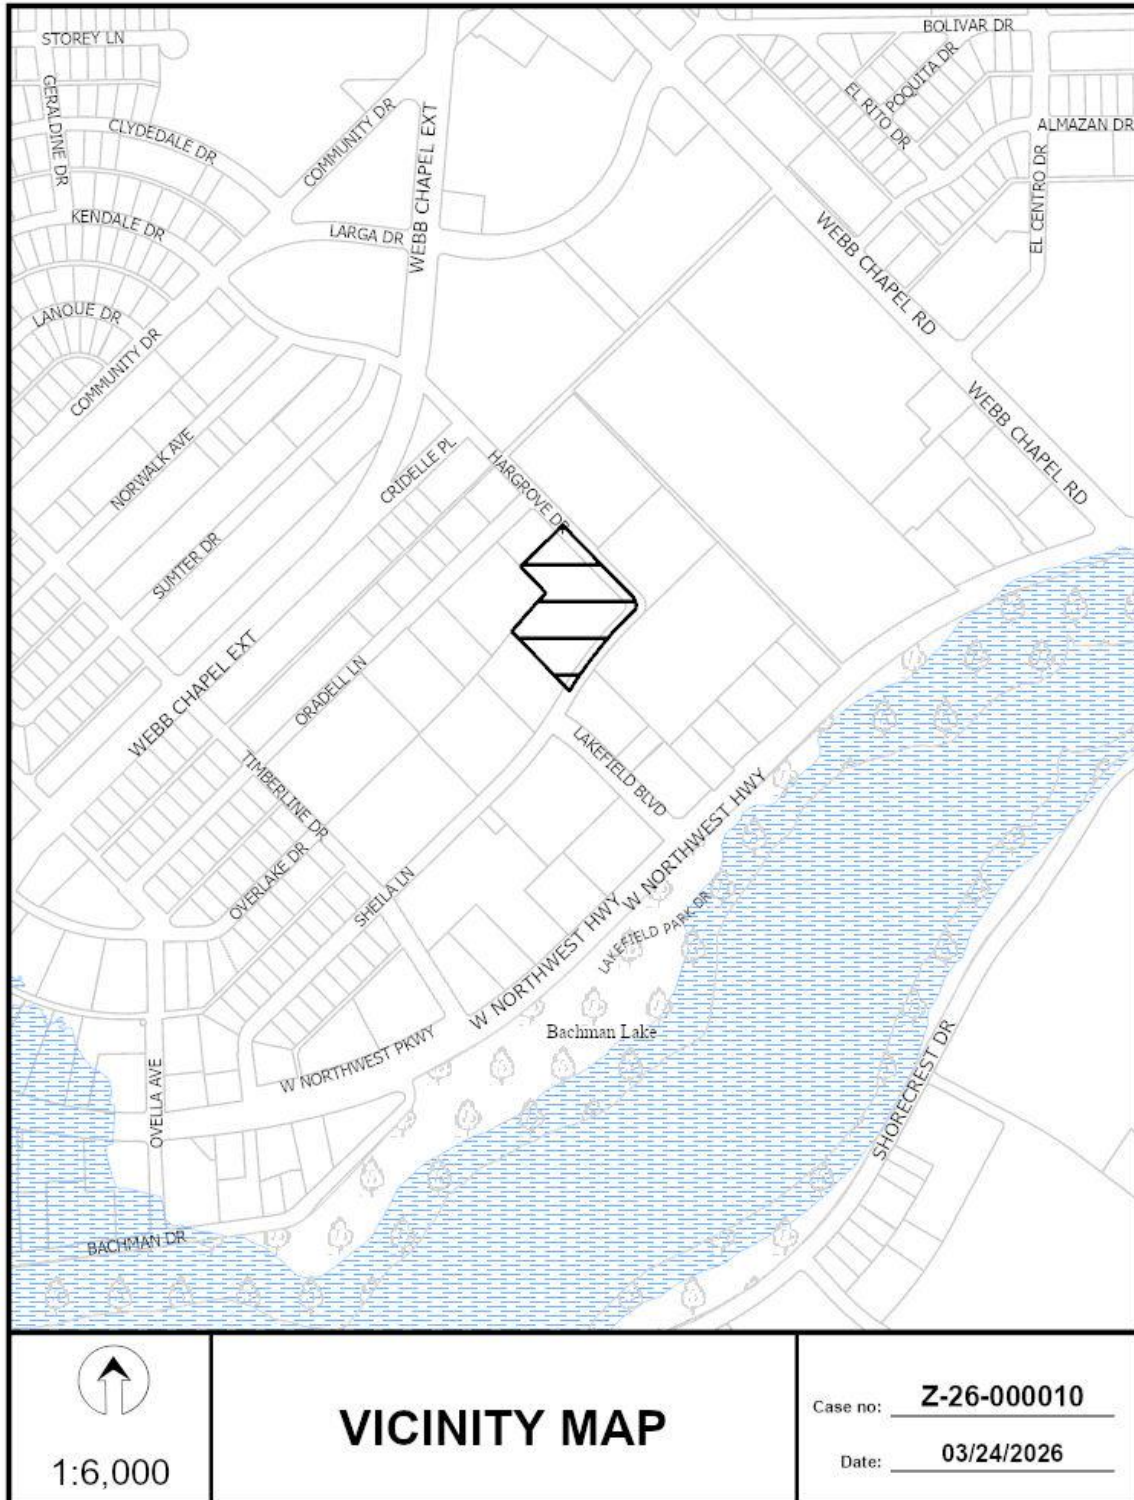 STOREY LN
BOLIVAR DR
GERALDINE DR
CLYDEDALE DR
COMMUNITY DR
WEBB CHAPEL EXT
EL RITO DR
POQUITA DR
ALMAZAN DR
EL CENTRO DR
KENDALE DR
LARGA DR
WEBB CHAPEL RD
LANOUE DR
COMMUNITY DR
WEBB CHAPEL RD
NORWALK AVE
CRIDELLE PL
HARGROVE DR
SUMTER DR
WEBB CHAPEL EXT
ORADELL LN
TIMBERLINE DR
LAKEFIELD BLVD
W NORTHWEST HWY
OVERLAKE DR
SHEILA LN
W NORTHWEST HWY
LAKEFIELD PARK DR
Bachman Lake
W NORTHWEST PKWY
OVELLA AVE
SHORECREST DR
BACHMAN DR
1:6,000
VICINITY MAP
Case no: Z-26-000010
Date: 03/24/2026